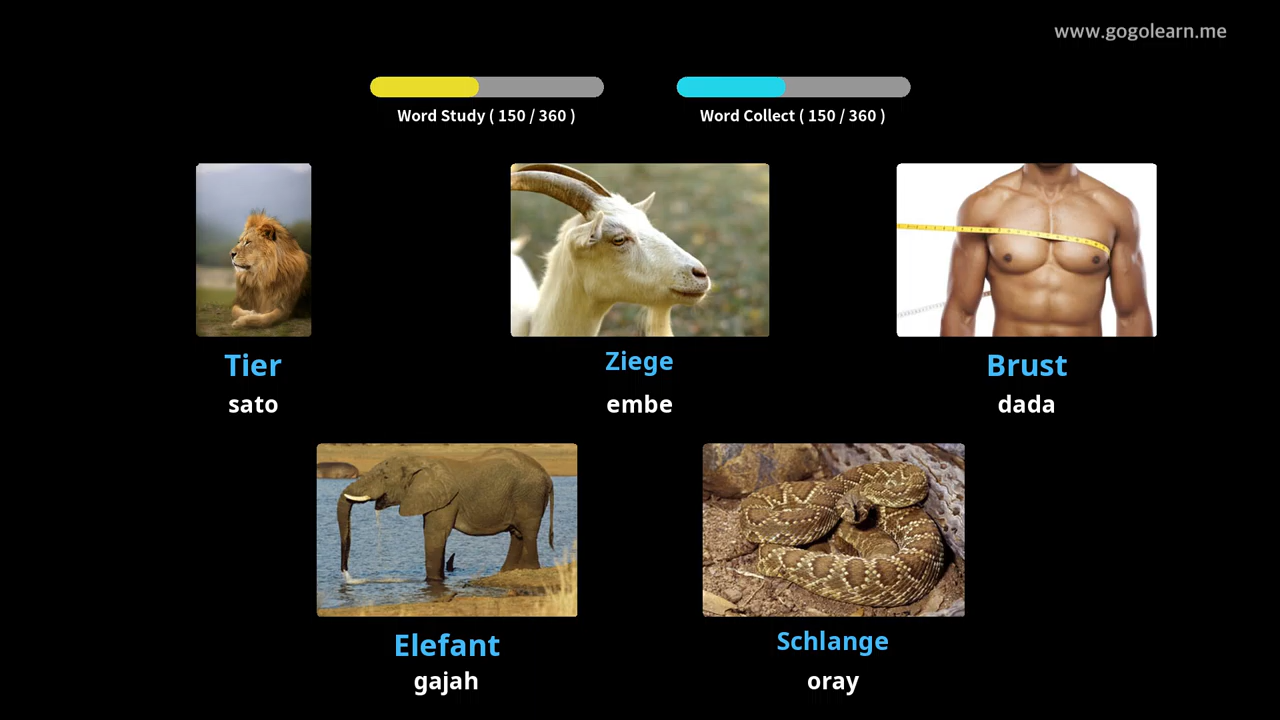 www.gogolearn.me
Word Study ( 150 / 360 )
Word Collect ( 150 / 360 )
Tier
sato
Ziege
embe
Brust
dada
Elefant
gajah
Schlange
oray